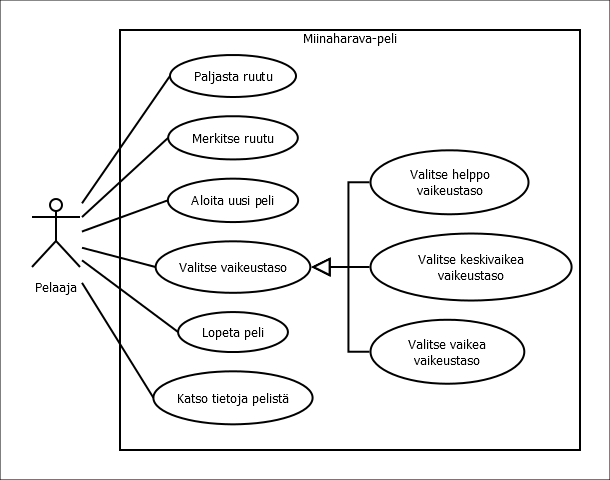 Miinaharava-peli
Paljasta ruutu
Merkitse ruutu
Aloita uusi peli
Valitse vaikeustaso
Lopeta peli
Katso tietoja pelistä
Pelaaja
Valitse helppo
vaikeustaso
Valitse keskivaikea
vaikeustaso
Valitse vaikea
vaikeustaso